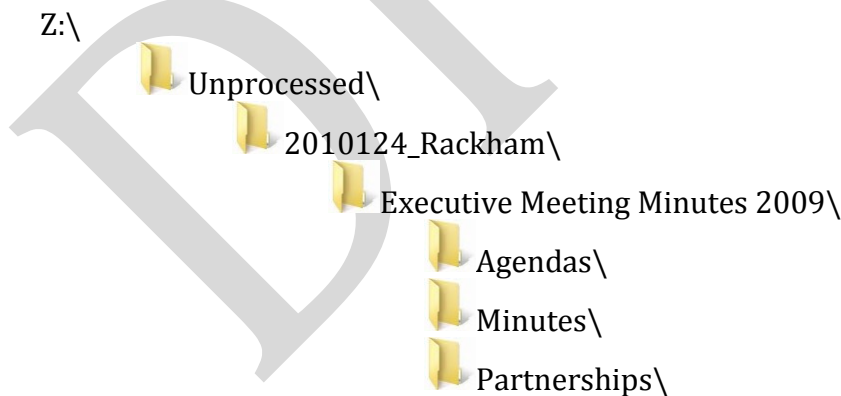 Z:\
Unprocessed\
2010124_Rackham\
Executive Meeting Minutes 2009\
Agendas\
Minutes\
Partnerships\